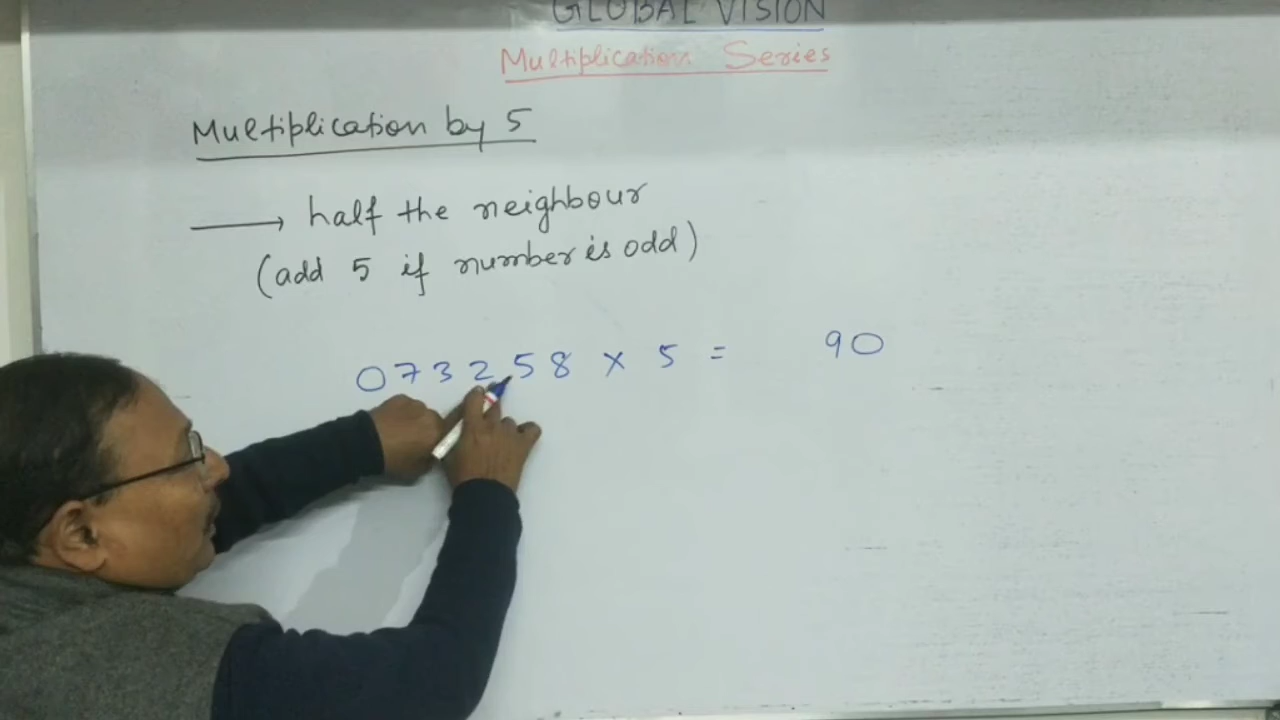 GLOBAL VISION
Multiplication Series
Multiplication by 5
→ half the neighbour
(add 5 if number is odd)
073258 × 5 = 90